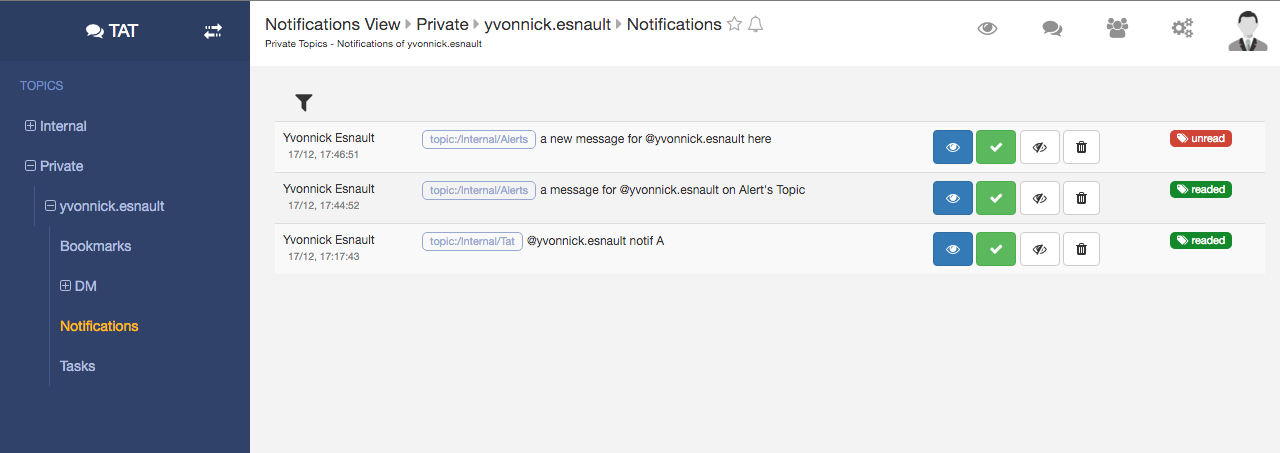 TAT
Notifications View Private yvonnick.esnault Notifications
Private Topics - Notifications of yvonnick.esnault
TOPICS
Internal
Private
yvonnick.esnault
Bookmarks
DM
Notifications
Tasks
Yvonnick Esnault topic:/Internal/Alerts a new message for @yvonnick.esnault here unread
17/12, 17:46:51
Yvonnick Esnault topic:/Internal/Alerts a message for @yvonnick.esnault on Alert's Topic readed
17/12, 17:44:52
Yvonnick Esnault topic:/Internal/Tat @yvonnick.esnault notif A readed
17/12, 17:17:43